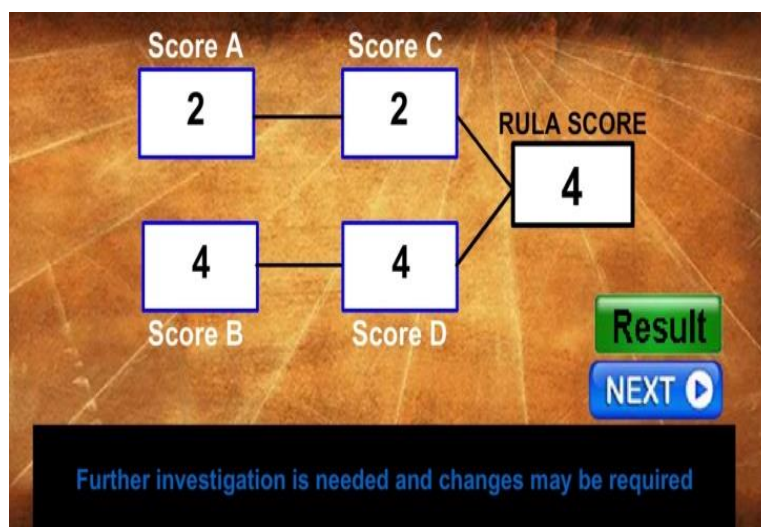 Score A
Score C
2
2
RULA SCORE
4
4
4
Score B
Score D
Result
NEXT
Further investigation is needed and changes may be required